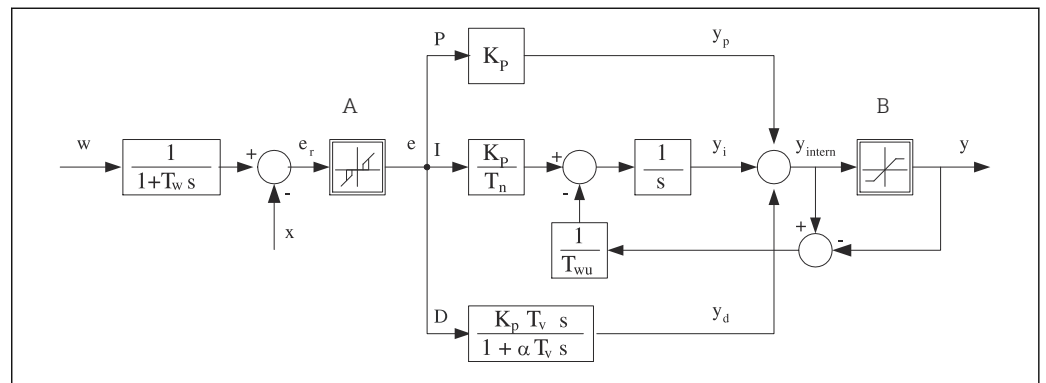 P
K_P
y_p
A
B
w
1
1+T_w s
+
-
e_r
x
e
I
K_P
T_n
+
-
1
s
y_i
y_intern
y
1
T_wu
+
-
D
K_p T_v s
1 + α T_v s
y_d